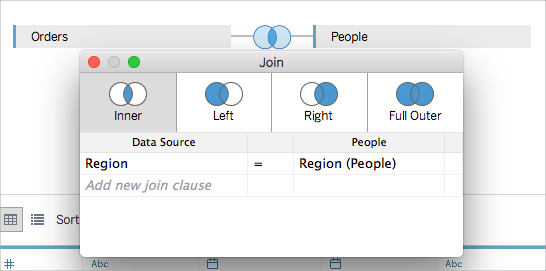 Orders People
Join
Inner Left Right Full Outer
Data Source People
Region = Region (People)
Add new join clause
Sort
# Abc Abc